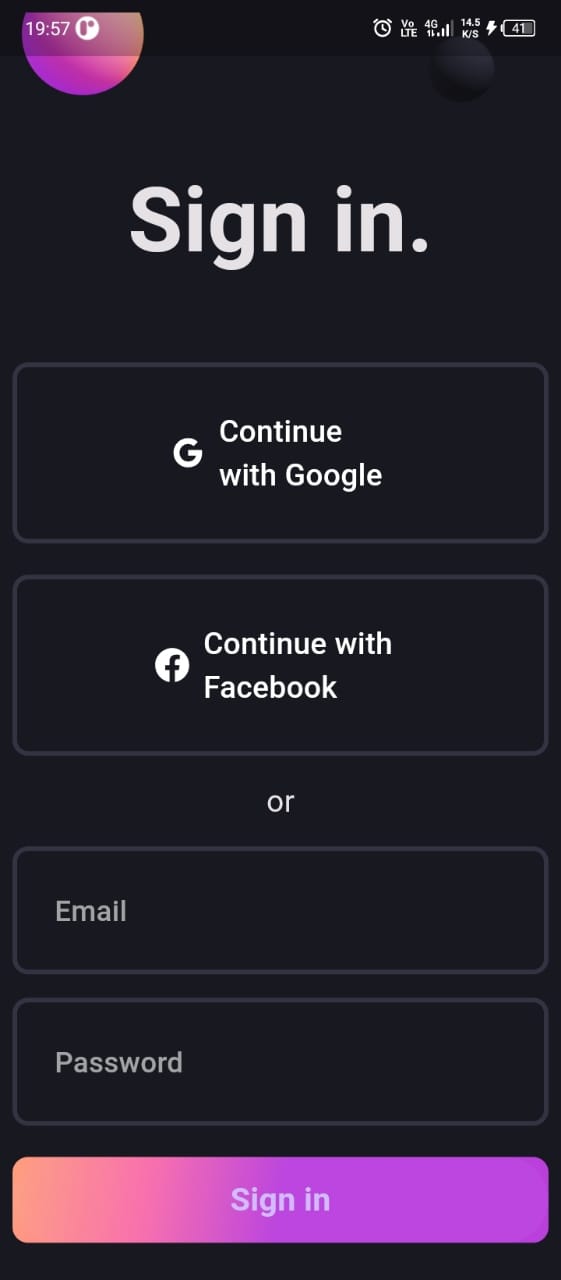 19:57 Vo LTE 4G 14.5 K/S 41
Sign in.
Continue
with Google
Continue with
Facebook
or
Email
Password
Sign in